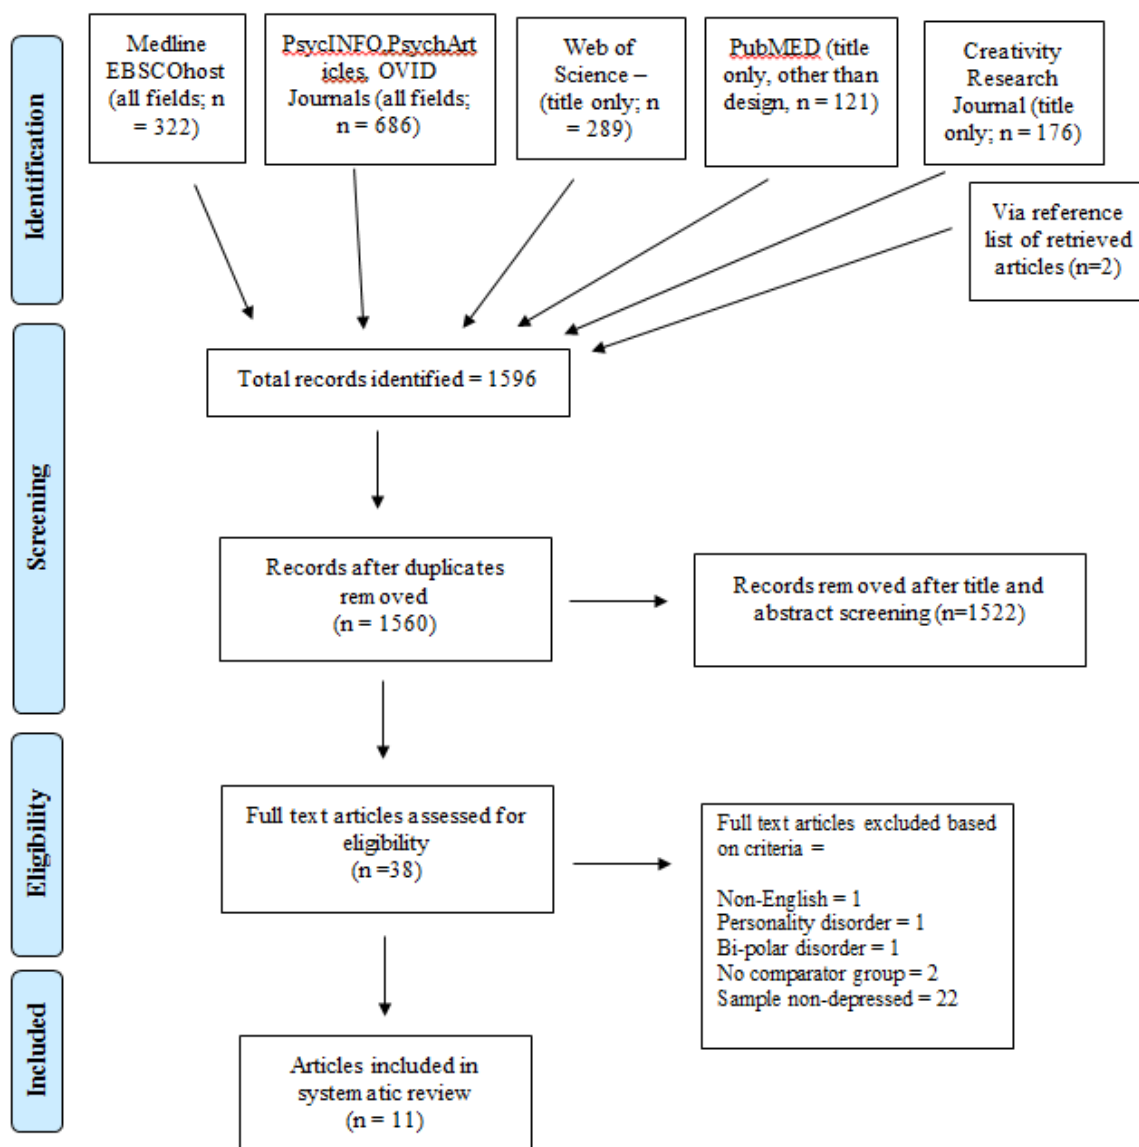 Identification
Medline
EBSCOhost
(all fields; n
= 322)
PsycINFO,PsychArt
icles, OVID
Journals (all fields;
n = 686)
Web of
Science –
(title only; n
= 289)
PubMED (title
only, other than
design, n = 121)
Creativity
Research
Journal (title
only; n = 176)
Via reference
list of retrieved
articles (n=2)
Screening
Total records identified = 1596
Records after duplicates
removed
(n = 1560)
Records removed after title and
abstract screening (n=1522)
Eligibility
Full text articles assessed for
eligibility
(n =38)
Full text articles excluded based
on criteria =
Non-English = 1
Personality disorder = 1
Bi-polar disorder = 1
No comparator group = 2
Sample non-depressed = 22
Included
Articles included in
systematic review
(n = 11)